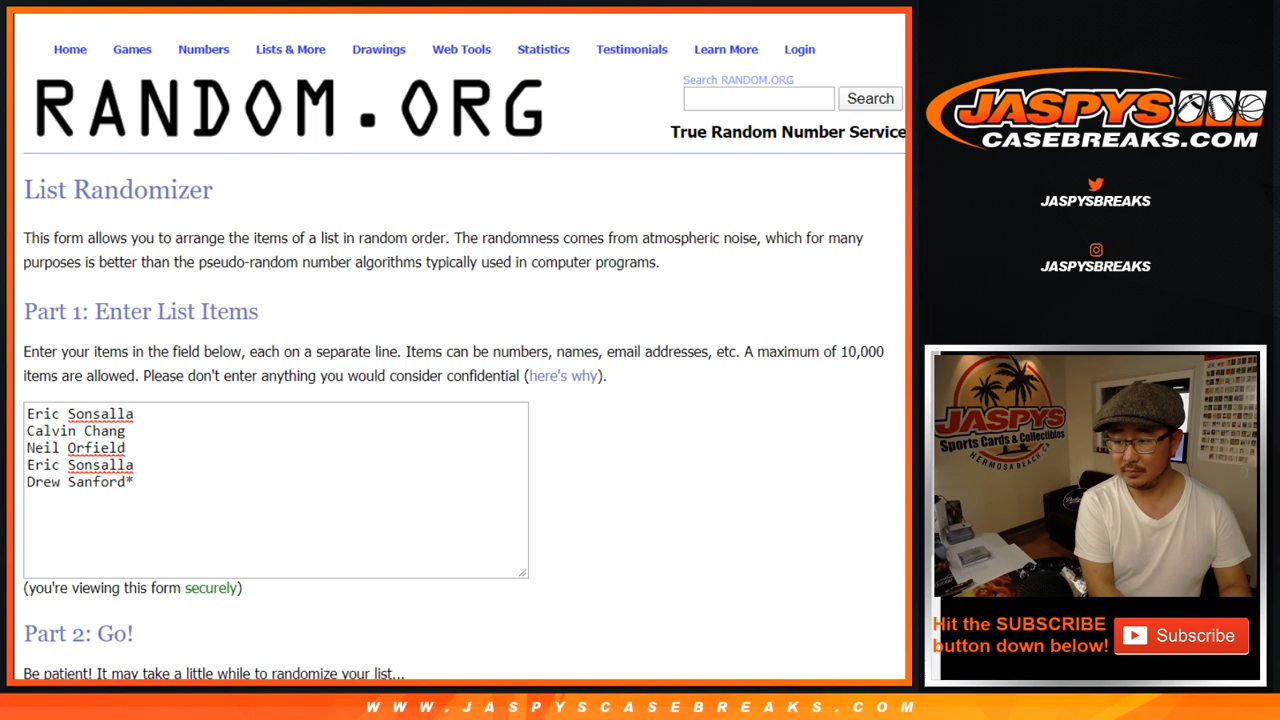 Home Games Numbers Lists & More Drawings Web Tools Statistics Testimonials Learn More Login
RANDOM.ORG
Search RANDOM.ORG
Search
True Random Number Service
List Randomizer
This form allows you to arrange the items of a list in random order. The randomness comes from atmospheric noise, which for many
purposes is better than the pseudo-random number algorithms typically used in computer programs.
Part 1: Enter List Items
Enter your items in the field below, each on a separate line. Items can be numbers, names, email addresses, etc. A maximum of 10,000
items are allowed. Please don't enter anything you would consider confidential (here's why).
Eric Sonsalla
Calvin Chang
Neil Orfield
Eric Sonsalla
Drew Sanford*
(you're viewing this form securely)
Part 2: Go!
Be patient! It may take a little while to randomize your list...
JASPYS
CASEBREAKS.COM
JASPYSBREAKS
JASPYSBREAKS
JASPYS
Sports Cards & Collectibles
HERMOSA BEACH, CA
Hit the SUBSCRIBE
button down below!
Subscribe
WWW.JASPYSCASEBREAKS.COM